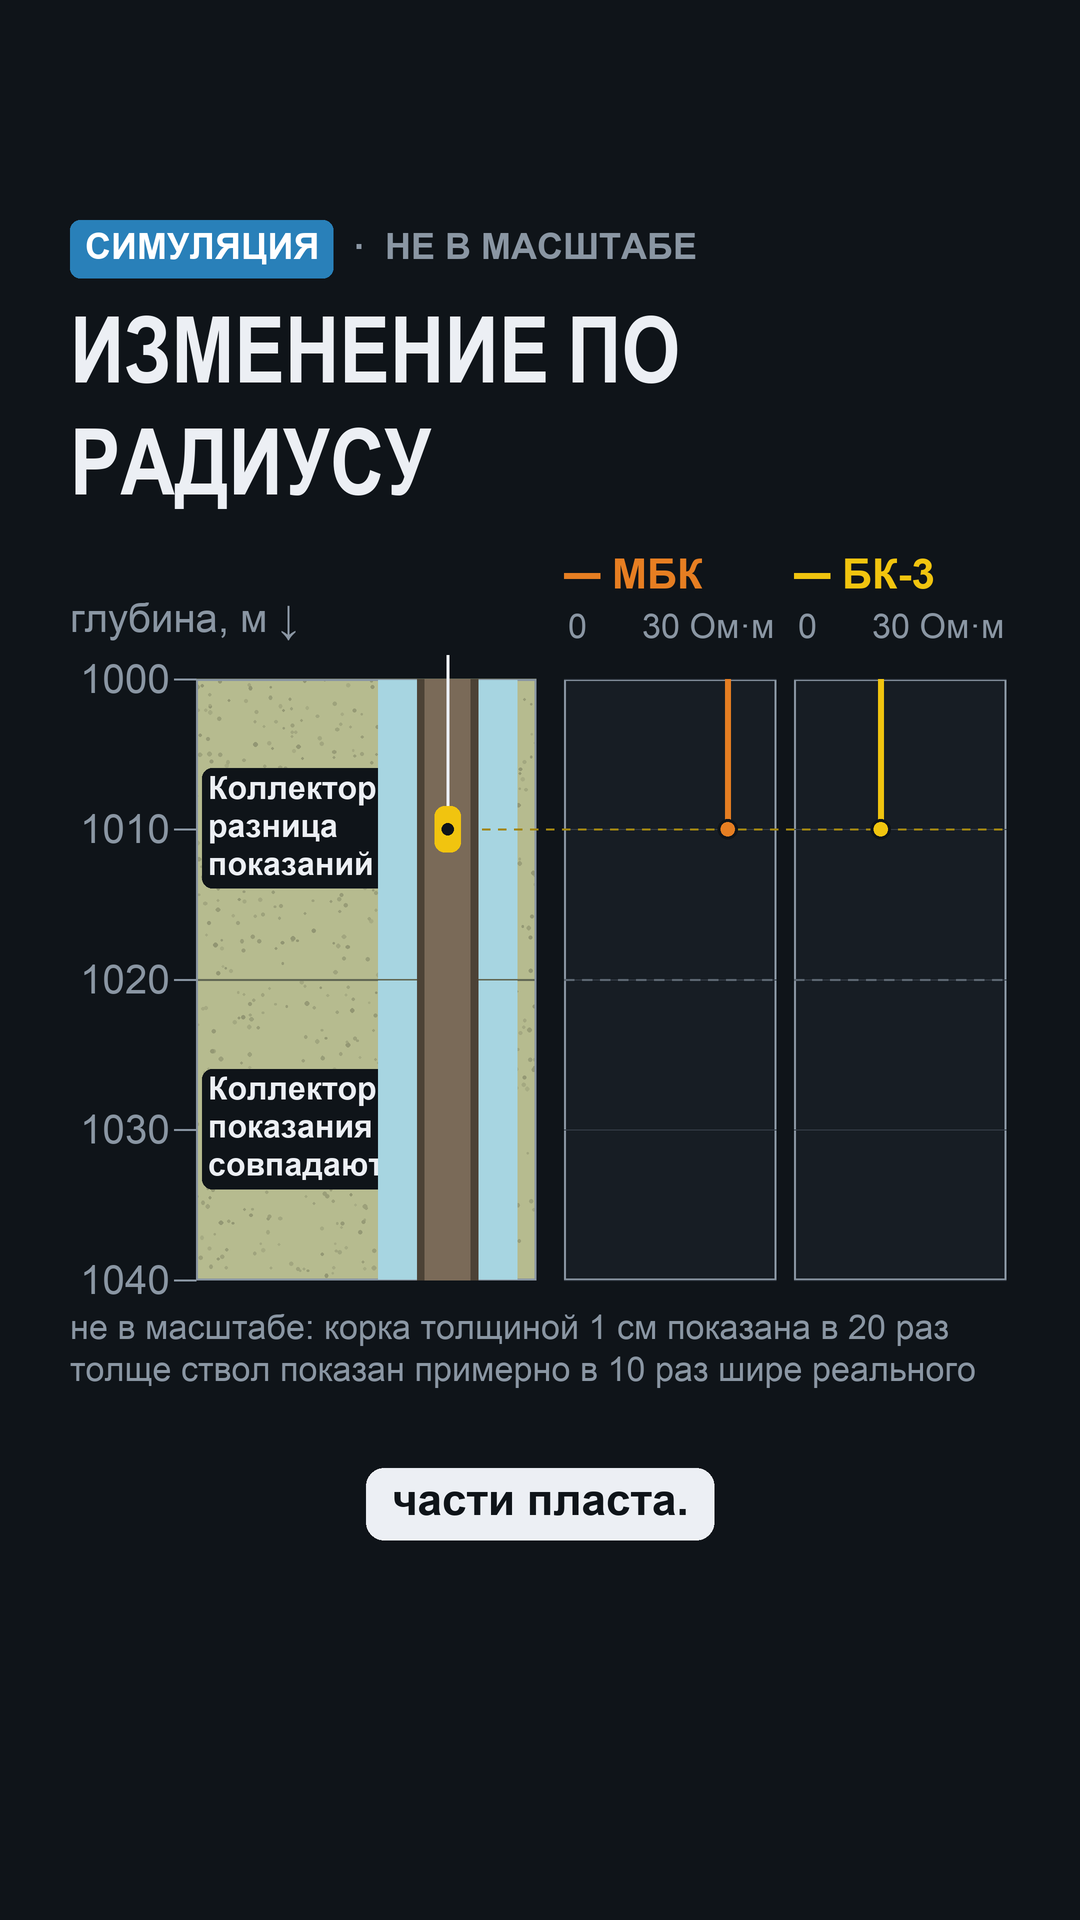 СИМУЛЯЦИЯ · НЕ В МАСШТАБЕ
ИЗМЕНЕНИЕ ПО
РАДИУСУ
МБК
БК-3
глубина, м ↓
0 30 Ом·м
0 30 Ом·м
1000
Коллектор
разница
показаний
1010
1020
Коллектор
показания
совпадают
1030
1040
не в масштабе: корка толщиной 1 см показана в 20 раз
толще ствол показан примерно в 10 раз шире реального
части пласта.